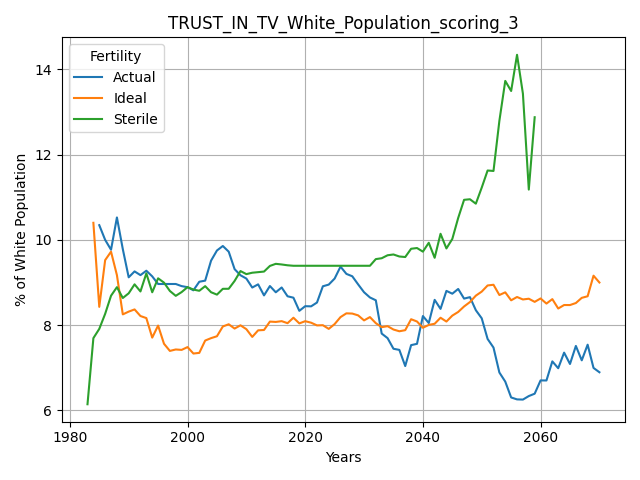 TRUST_IN_TV_White_Population_scoring_3
Fertility
Actual
Ideal
Sterile
% of White Population
14
12
10
8
6
1980
2000
2020
2040
2060
Years